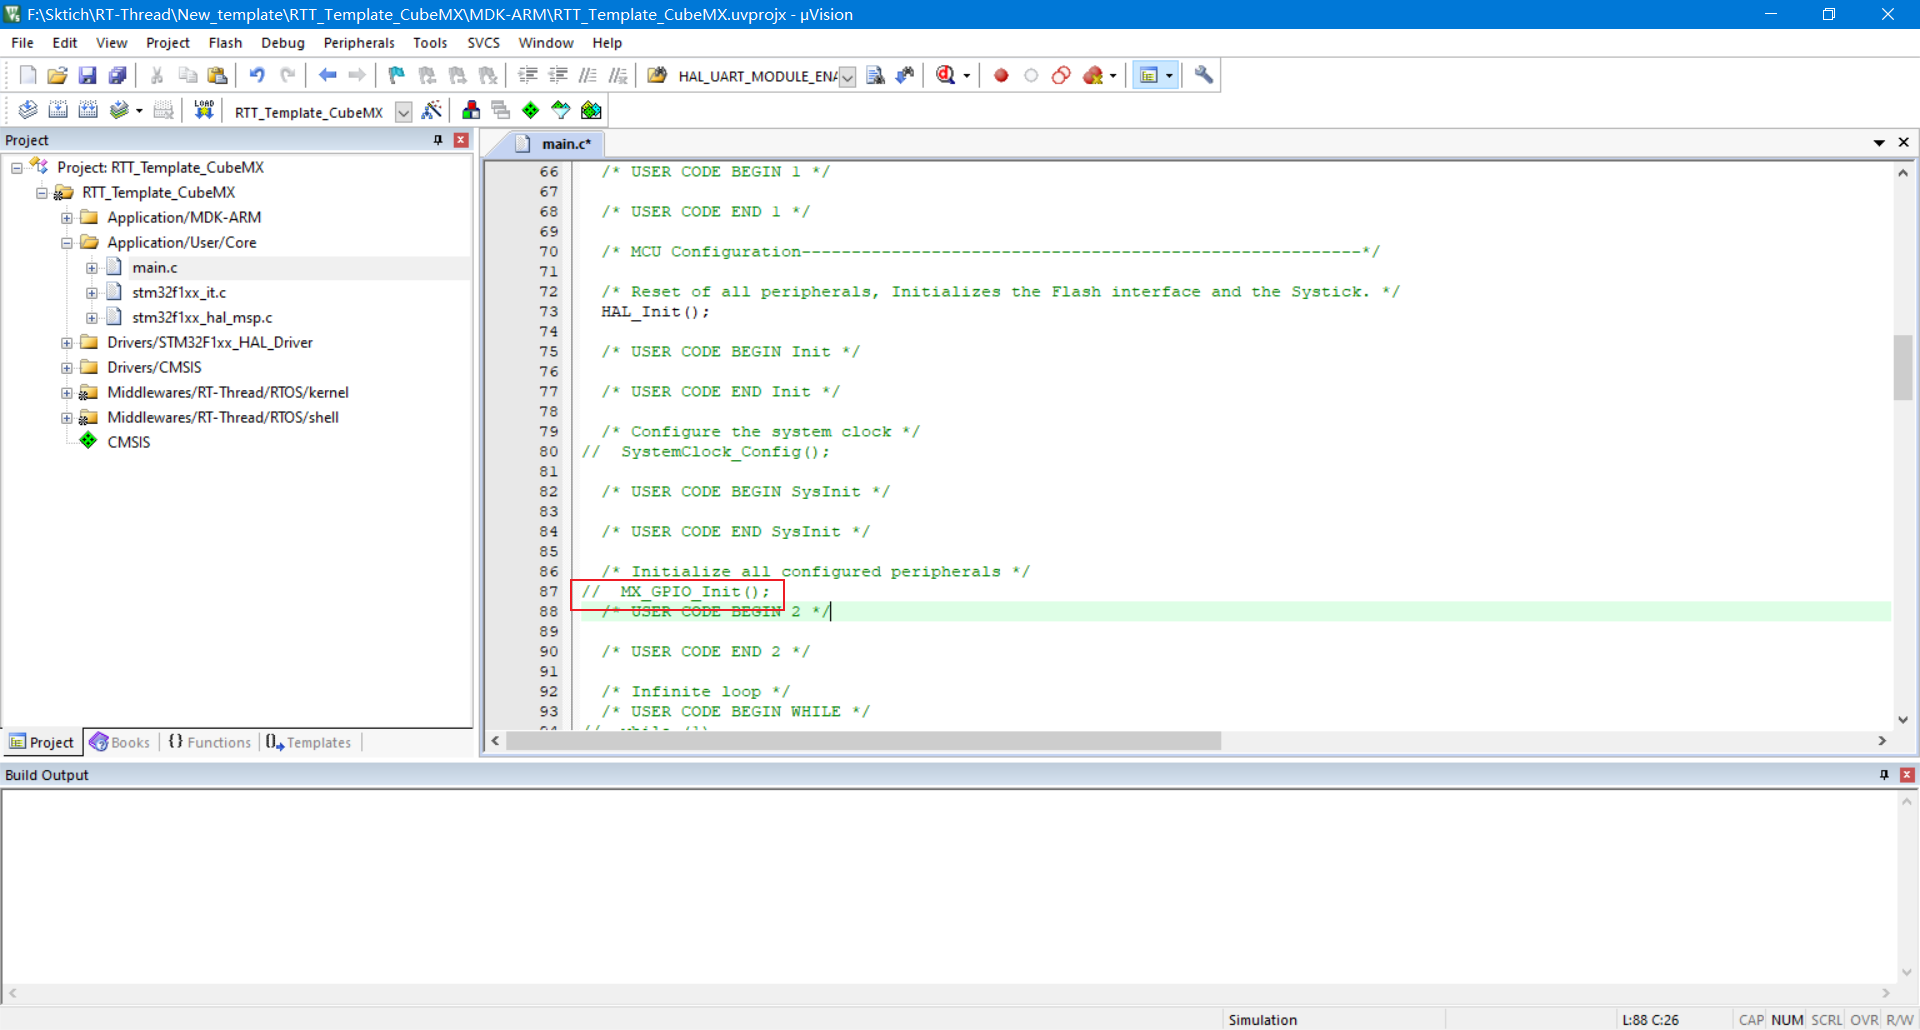 F:\Sktich\RT-Thread\New_template\RTT_Template_CubeMX\MDK-ARM\RTT_Template_CubeMX.uvprojx - µVision
File Edit View Project Flash Debug Peripherals Tools SVCS Window Help
HAL_UART_MODULE_ENA
LOAD RTT_Template_CubeMX
Project
Project: RTT_Template_CubeMX
RTT_Template_CubeMX
Application/MDK-ARM
Application/User/Core
main.c
stm32f1xx_it.c
stm32f1xx_hal_msp.c
Drivers/STM32F1xx_HAL_Driver
Drivers/CMSIS
Middlewares/RT-Thread/RTOS/kernel
Middlewares/RT-Thread/RTOS/shell
CMSIS
Project Books {} Functions Templates
main.c*
66 /* USER CODE BEGIN 1 */
67
68 /* USER CODE END 1 */
69
70 /* MCU Configuration--------------------------------------------------------*/
71
72 /* Reset of all peripherals, Initializes the Flash interface and the Systick. */
73 HAL_Init();
74
75 /* USER CODE BEGIN Init */
76
77 /* USER CODE END Init */
78
79 /* Configure the system clock */
80 // SystemClock_Config();
81
82 /* USER CODE BEGIN SysInit */
83
84 /* USER CODE END SysInit */
85
86 /* Initialize all configured peripherals */
87 // MX_GPIO_Init();
88 /* USER CODE BEGIN 2 */
89
90 /* USER CODE END 2 */
91
92 /* Infinite loop */
93 /* USER CODE BEGIN WHILE */
94 // while (1)
Build Output
Simulation L:88 C:26 CAP NUM SCRL OVR R/W